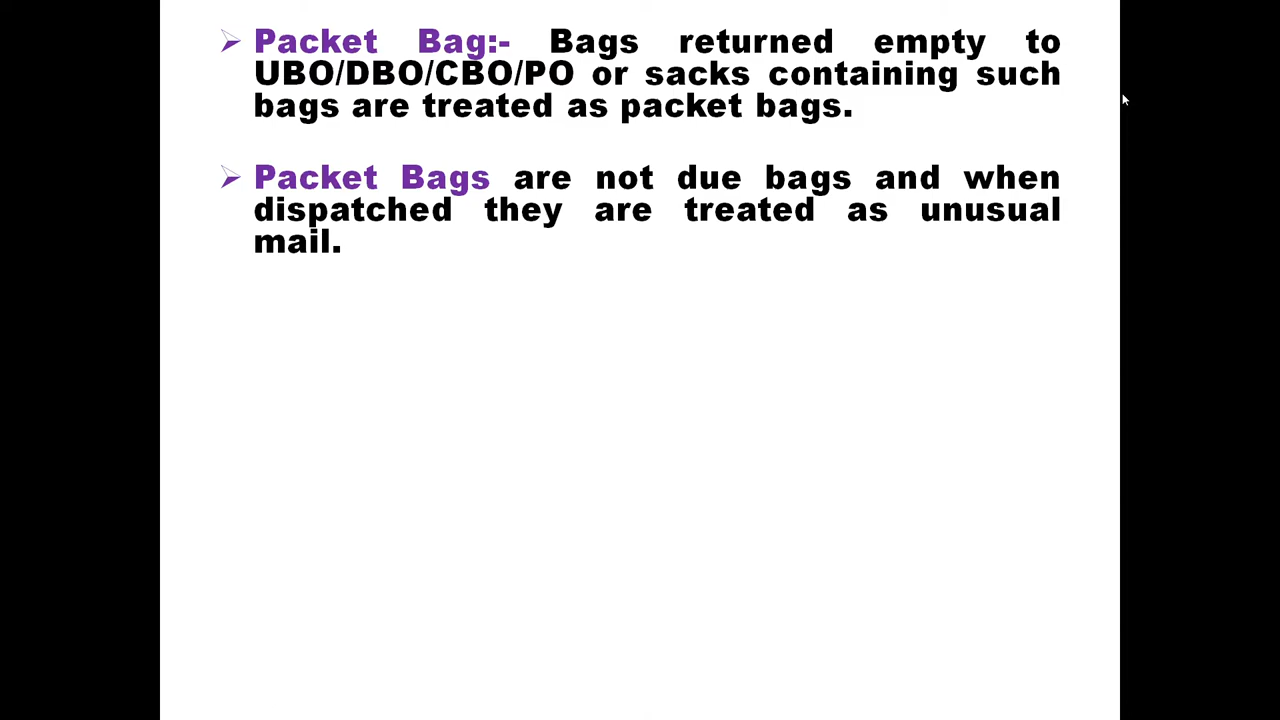 Packet Bag:- Bags returned empty to
UBO/DBO/CBO/PO or sacks containing such
bags are treated as packet bags.
Packet Bags are not due bags and when
dispatched they are treated as unusual
mail.